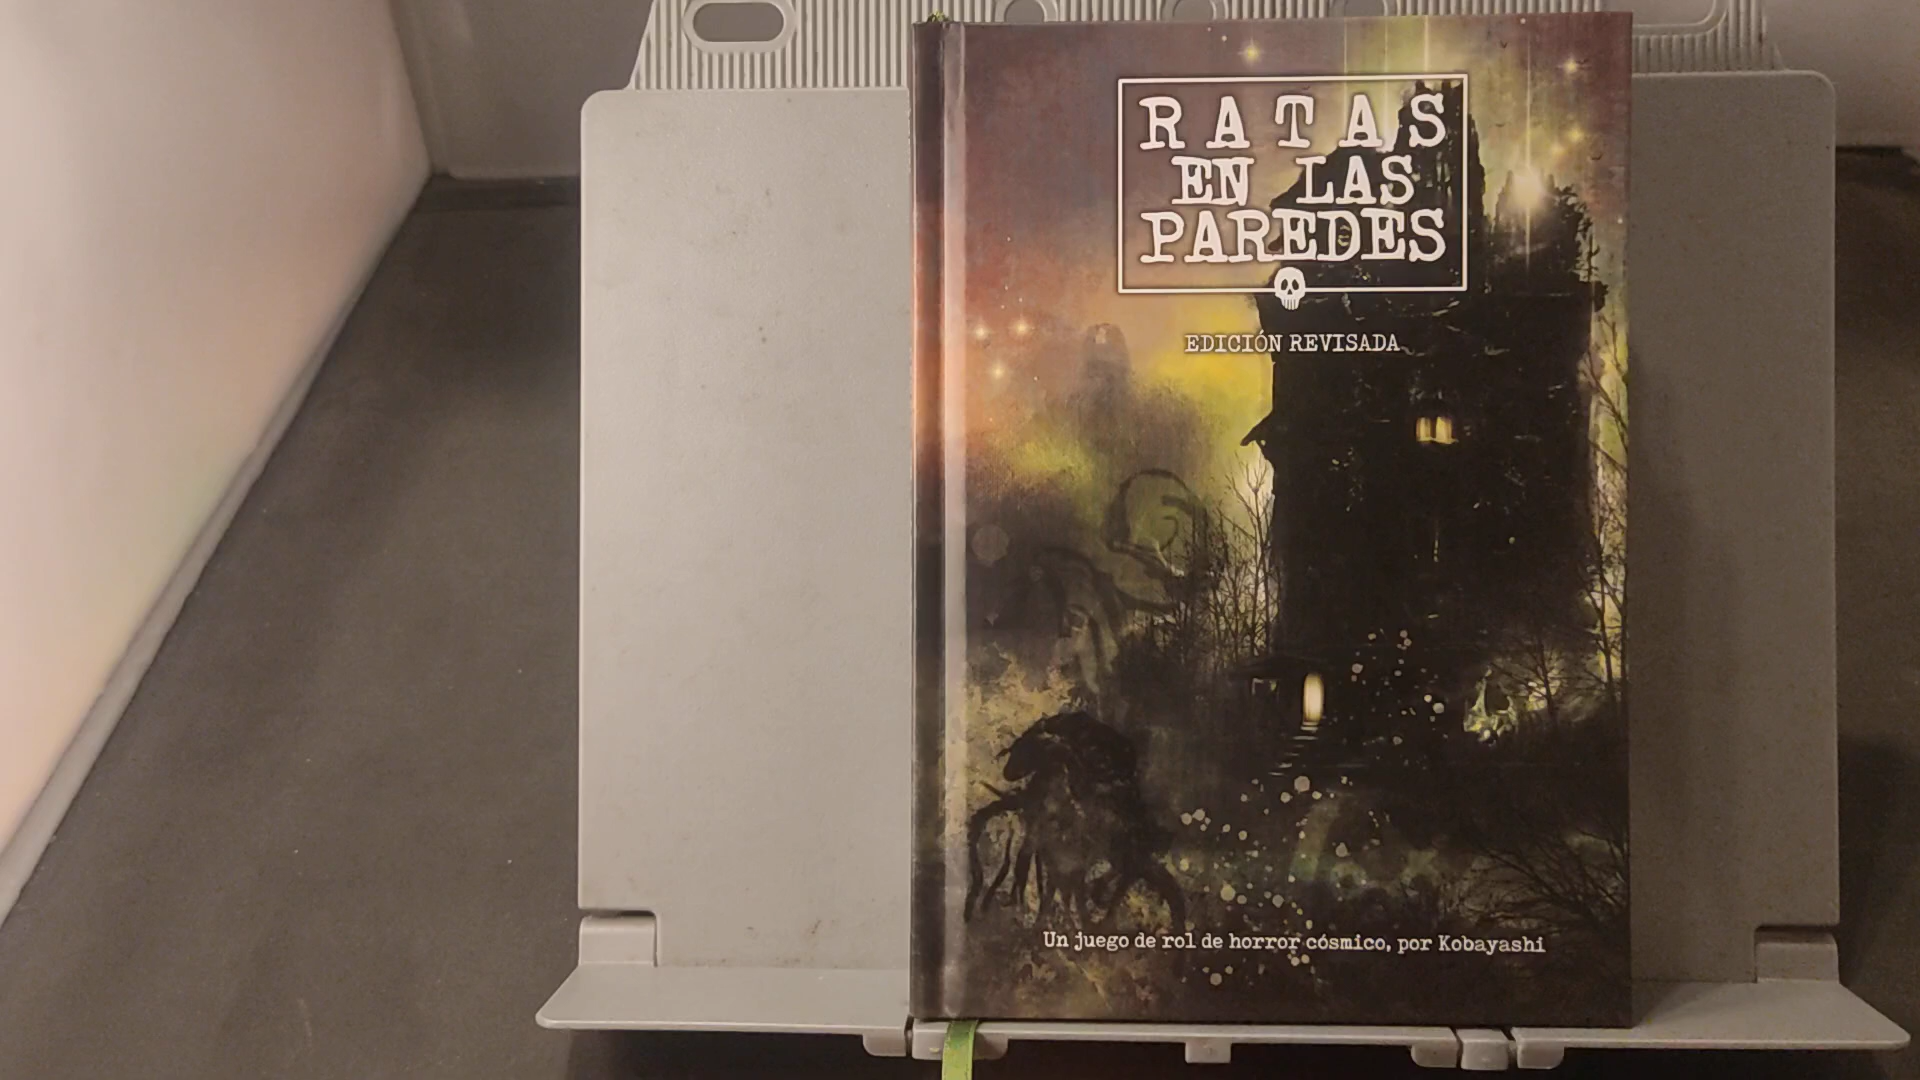 RATAS
EN LAS
PAREDES
EDICIÓN REVISADA
Un juego de rol de horror cósmico, por Kobayashi